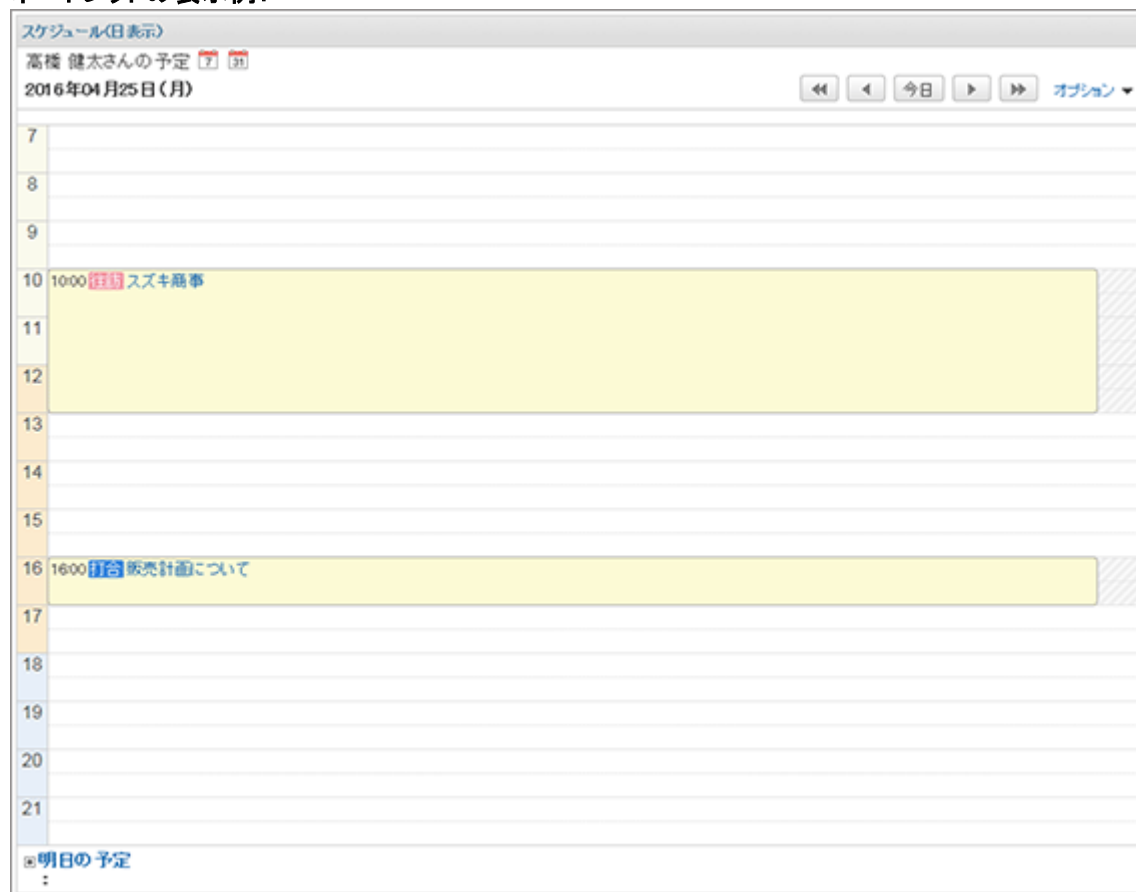 スケジュール(日表示)
高橋 健太さんの予定 7 31
2016年04月25日(月)
今日 オプション
7
8
9
10 10:00 往訪 スズキ商事
11
12
13
14
15
16 16:00 打合 販売計画について
17
18
19
20
21
明日の予定